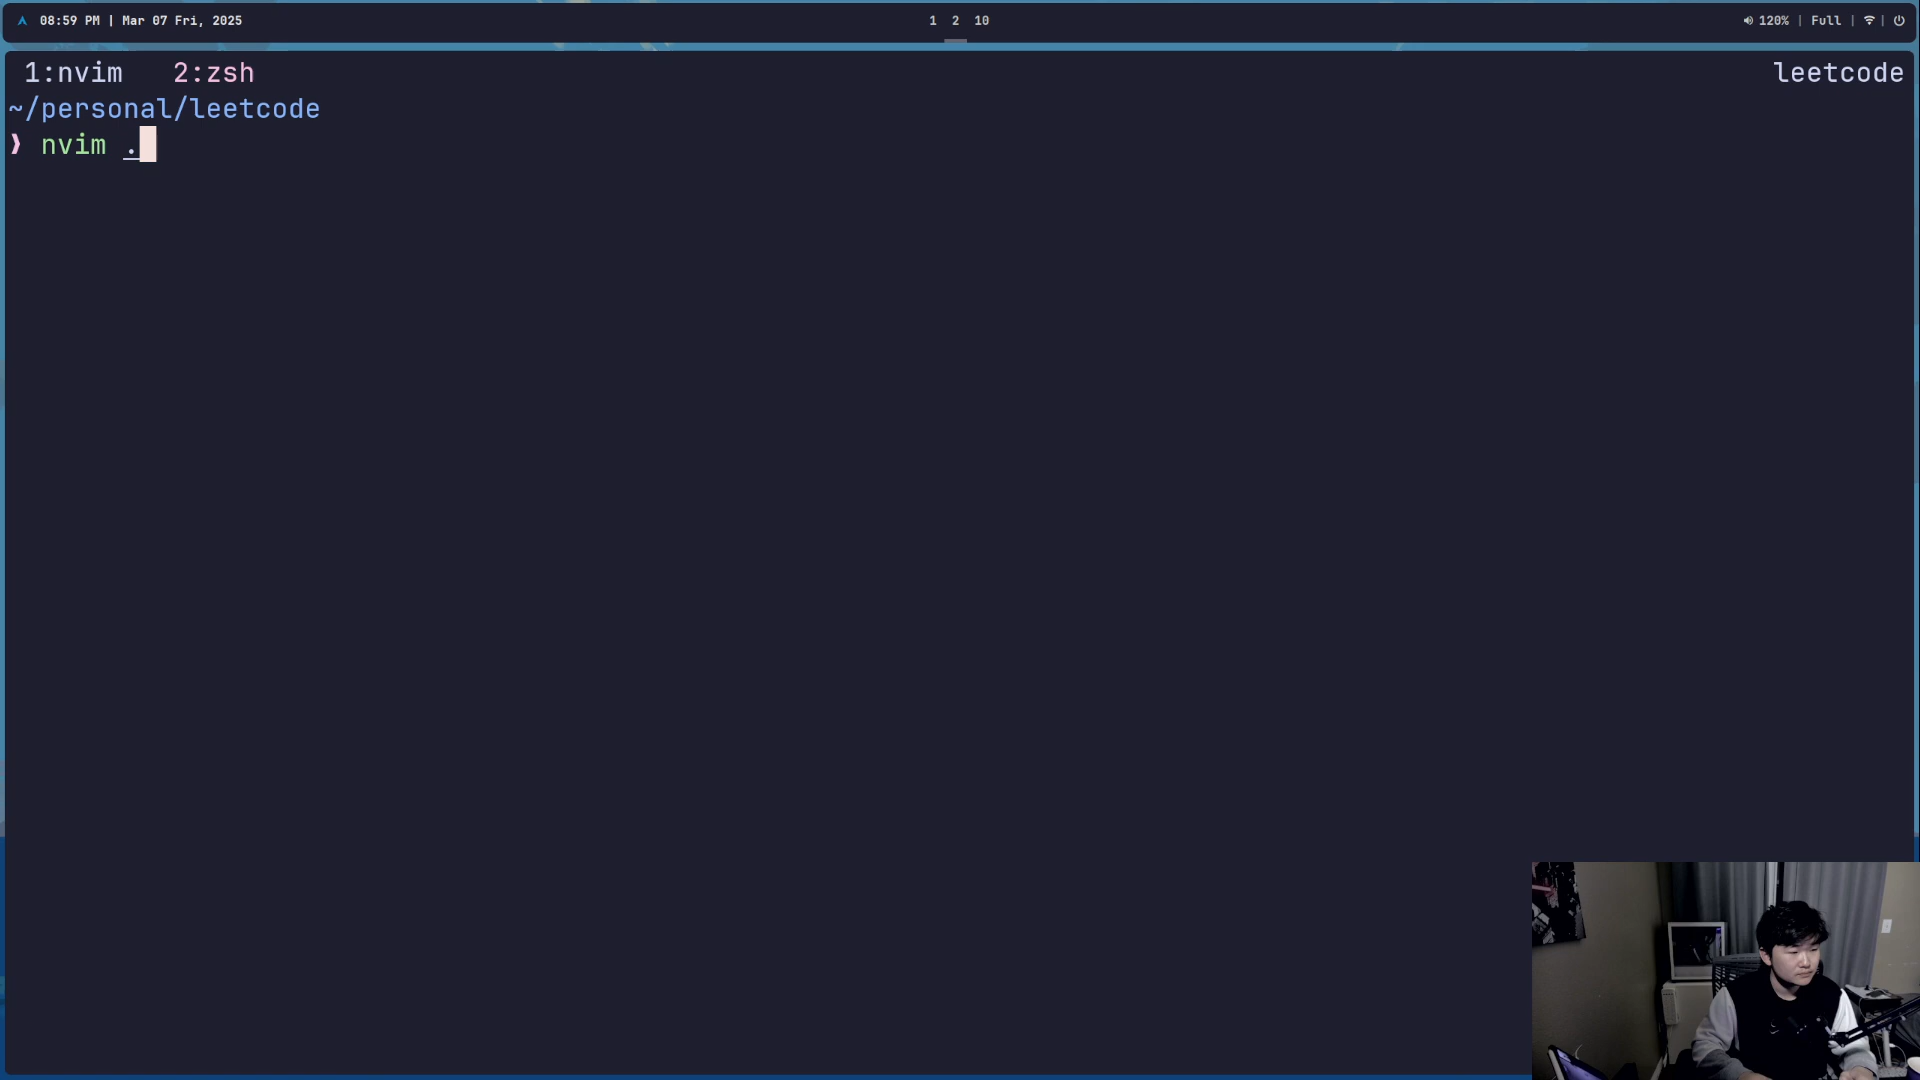 08:59 PM | Mar 07 Fri, 2025
1 2 10
120% | Full | |
1:nvim 2:zsh
leetcode
~/personal/leetcode
❯ nvim .